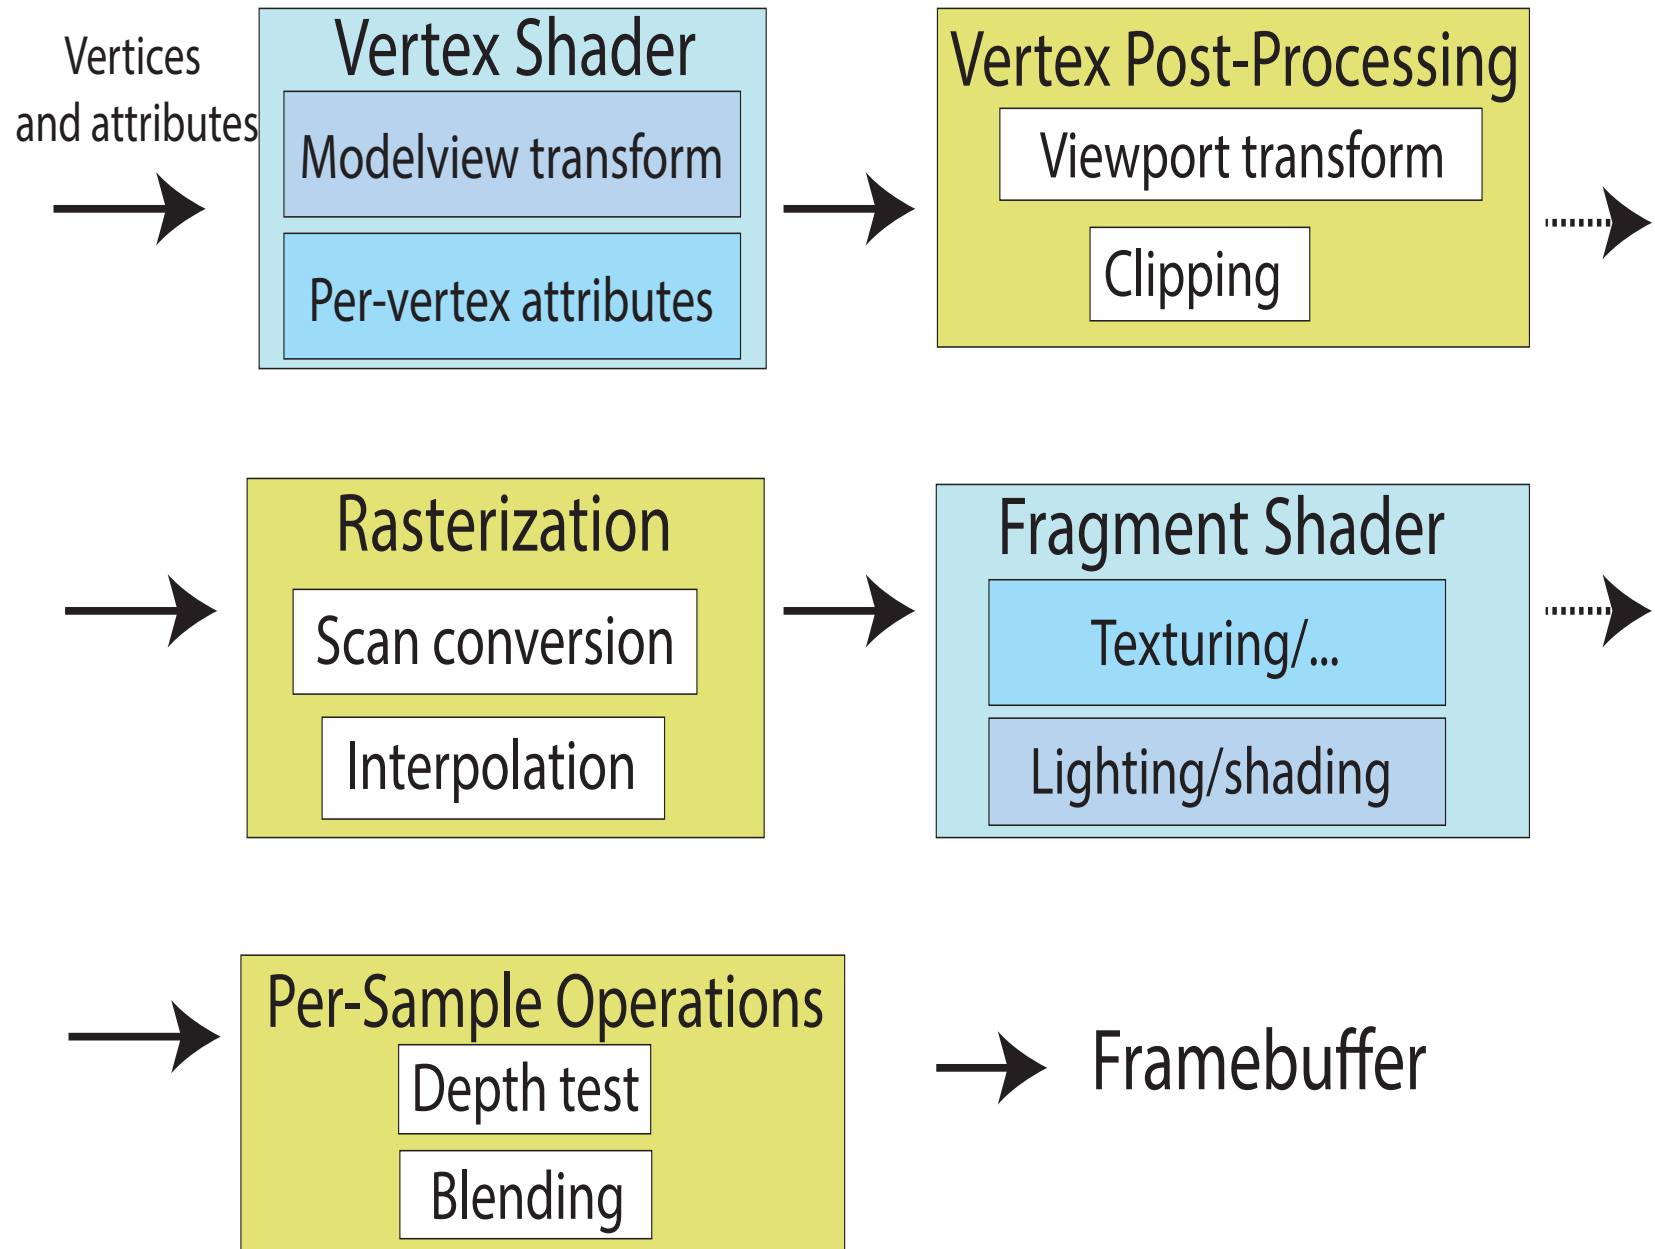 Vertices
and attributes
Vertex Shader
Modelview transform
Per-vertex attributes
Vertex Post-Processing
Viewport transform
Clipping
Rasterization
Scan conversion
Interpolation
Fragment Shader
Texturing/...
Lighting/shading
Per-Sample Operations
Depth test
Blending
Framebuffer